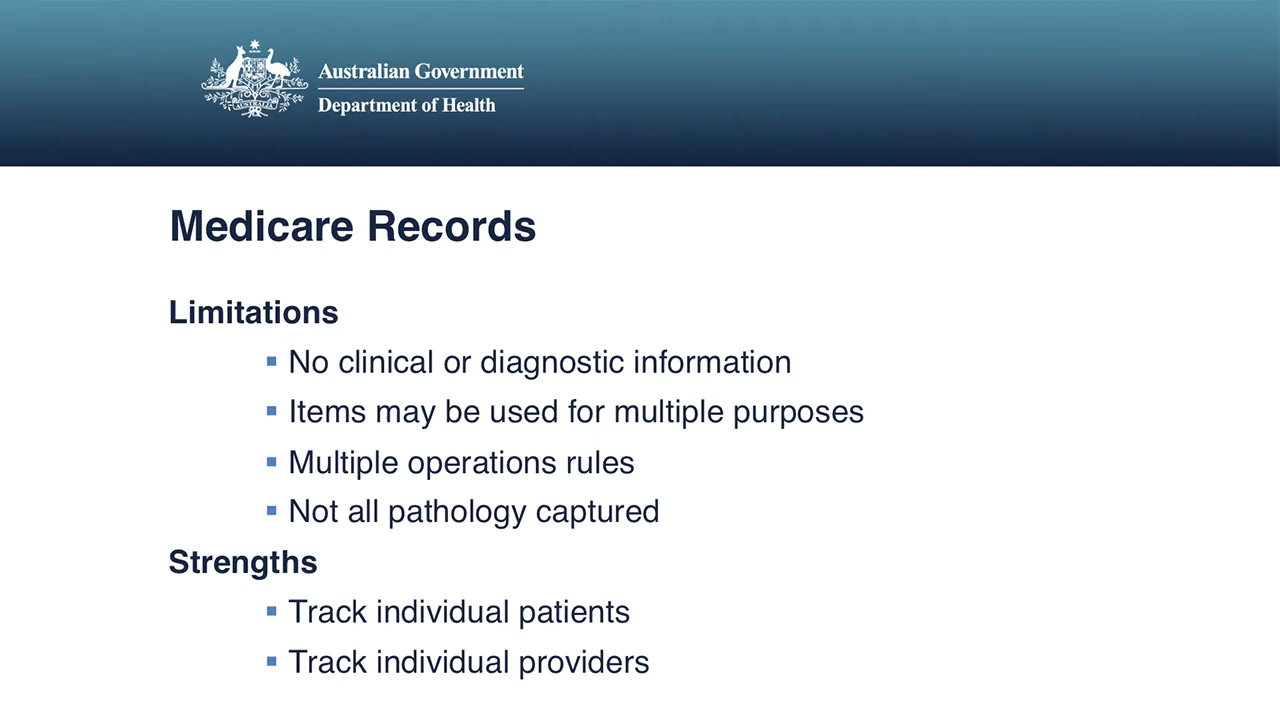 Australian Government
Department of Health
AUSTRALIA
Medicare Records
Limitations
No clinical or diagnostic information
Items may be used for multiple purposes
Multiple operations rules
Not all pathology captured
Strengths
Track individual patients
Track individual providers